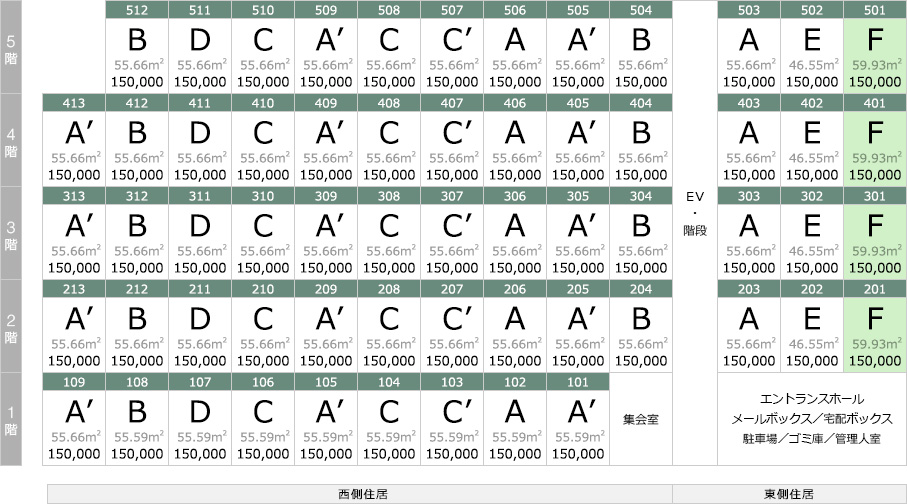 5階
512 511 510 509 508 507 506 505 504 503 502 501
B D C A′ C C′ A A′ B A E F
55.66m² 55.66m² 55.66m² 55.66m² 55.66m² 55.66m² 55.66m² 55.66m² 55.66m² 55.66m² 46.55m² 59.93m²
150,000 150,000 150,000 150,000 150,000 150,000 150,000 150,000 150,000 150,000 150,000 150,000
4階
413 412 411 410 409 408 407 406 405 404 403 402 401
A′ B D C A′ C C′ A A′ B A E F
55.66m² 55.66m² 55.66m² 55.66m² 55.66m² 55.66m² 55.66m² 55.66m² 55.66m² 55.66m² 55.66m² 46.55m² 59.93m²
150,000 150,000 150,000 150,000 150,000 150,000 150,000 150,000 150,000 150,000 150,000 150,000 150,000
3階
313 312 311 310 309 308 307 306 305 304 303 302 301
A′ B D C A′ C C′ A A′ B A E F
55.66m² 55.66m² 55.66m² 55.66m² 55.66m² 55.66m² 55.66m² 55.66m² 55.66m² 55.66m² 55.66m² 46.55m² 59.93m²
150,000 150,000 150,000 150,000 150,000 150,000 150,000 150,000 150,000 150,000 150,000 150,000 150,000
EV
・
階段
2階
213 212 211 210 209 208 207 206 205 204 203 202 201
A′ B D C A′ C C′ A A′ B A E F
55.66m² 55.66m² 55.66m² 55.66m² 55.66m² 55.66m² 55.66m² 55.66m² 55.66m² 55.66m² 55.66m² 46.55m² 59.93m²
150,000 150,000 150,000 150,000 150,000 150,000 150,000 150,000 150,000 150,000 150,000 150,000 150,000
1階
109 108 107 106 105 104 103 102 101
A′ B D C A′ C C′ A A′
55.66m² 55.59m² 55.59m² 55.59m² 55.59m² 55.59m² 55.59m² 55.59m² 55.59m²
150,000 150,000 150,000 150,000 150,000 150,000 150,000 150,000 150,000
集会室
エントランスホール
メールボックス／宅配ボックス
駐車場／ゴミ庫／管理人室
西側住居 東側住居